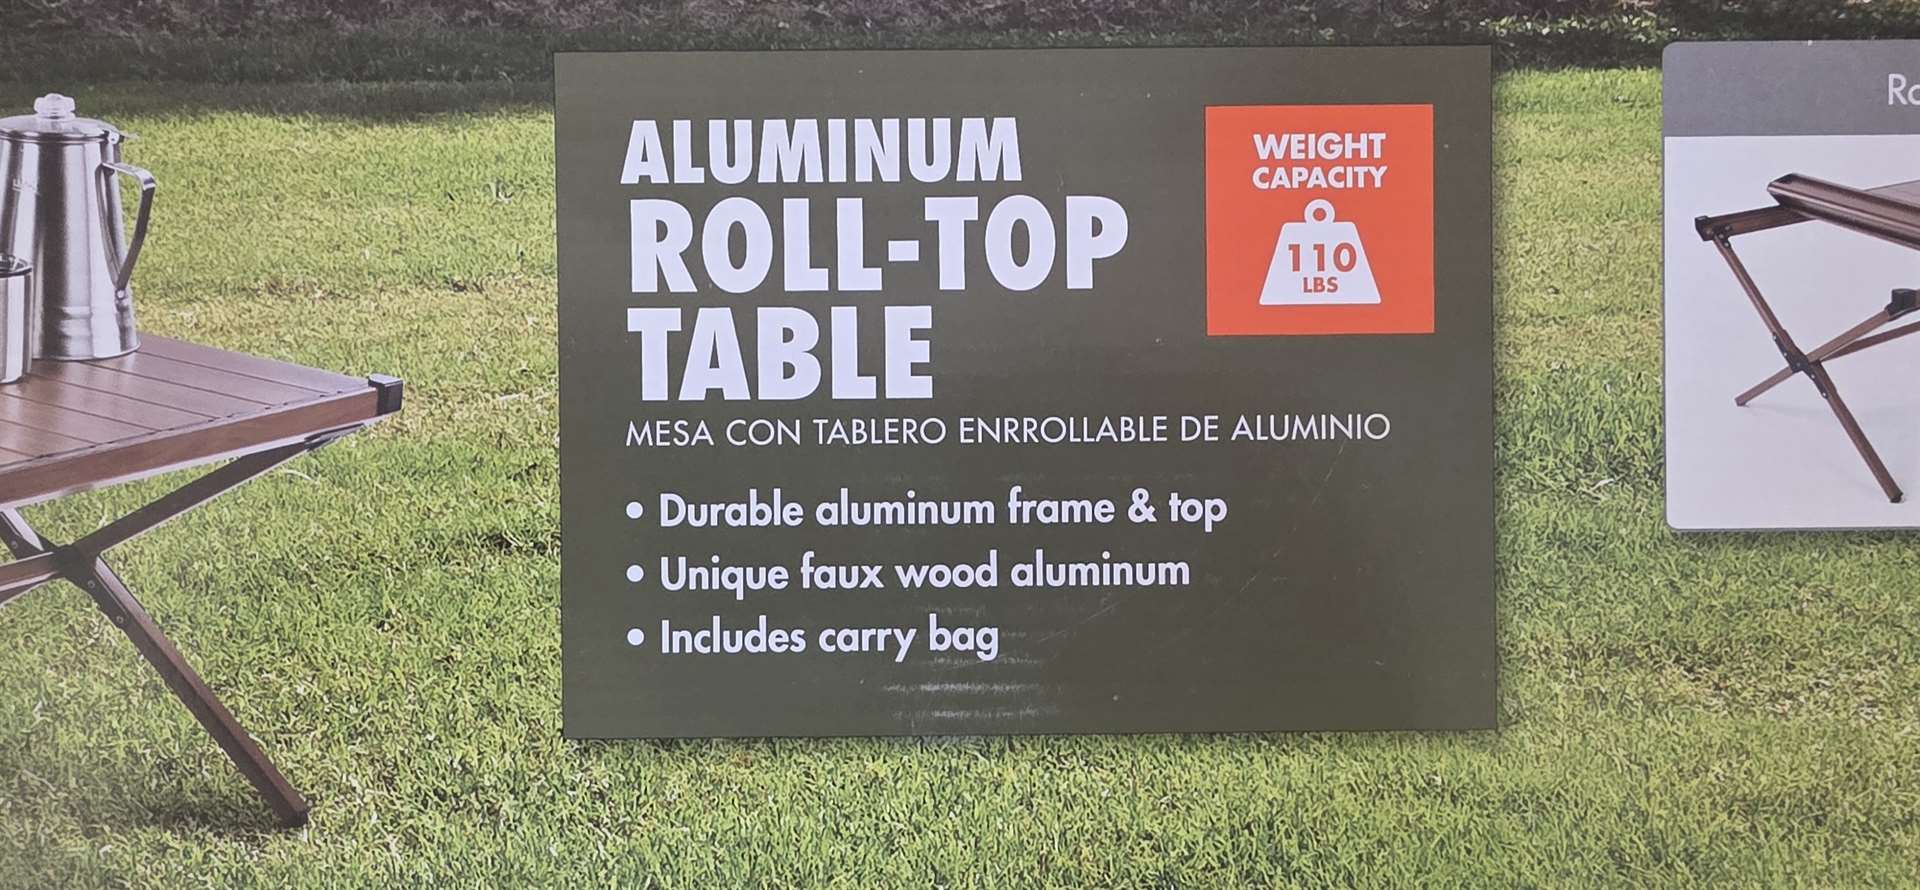 ALUMINUM
ROLL-TOP
TABLE
MESA CON TABLERO ENRROLLABLE DE ALUMINIO
• Durable aluminum frame & top
• Unique faux wood aluminum
• Includes carry bag
WEIGHT
CAPACITY
110
LBS